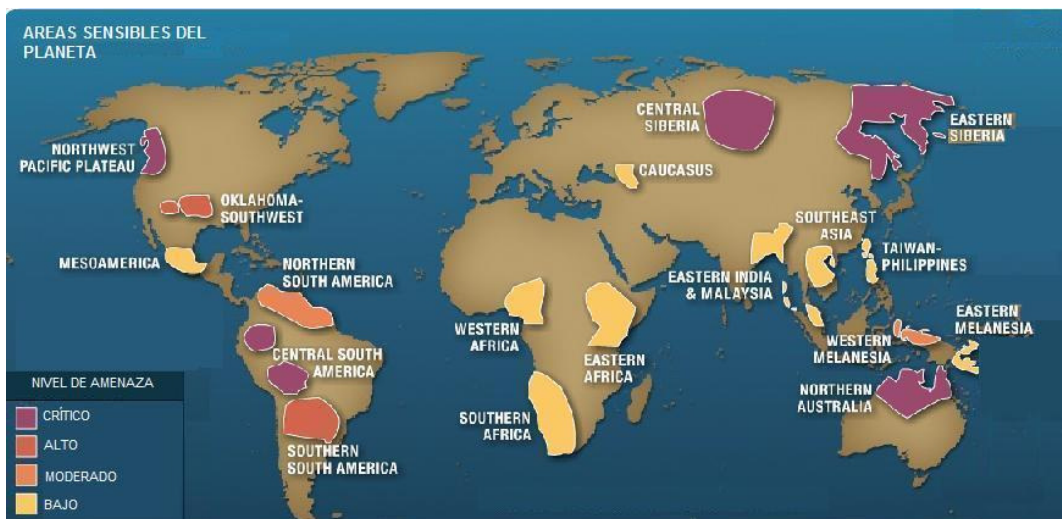 AREAS SENSIBLES DEL
PLANETA
CENTRAL
SIBERIA
EASTERN
SIBERIA
NORTHWEST
PACIFIC PLATEAU
CAUCASUS
OKLAHOMA-
SOUTHWEST
SOUTHEAST
ASIA
MESOAMERICA
NORTHERN
SOUTH AMERICA
EASTERN INDIA
& MALAYSIA
TAIWAN-
PHILIPPINES
WESTERN
AFRICA
EASTERN
AFRICA
WESTERN
MELANESIA
EASTERN
MELANESIA
CENTRAL SOUTH
AMERICA
NORTHERN
AUSTRALIA
SOUTHERN
AFRICA
SOUTHERN
SOUTH AMERICA
NIVEL DE AMENAZA
CRÍTICO
ALTO
MODERADO
BAJO